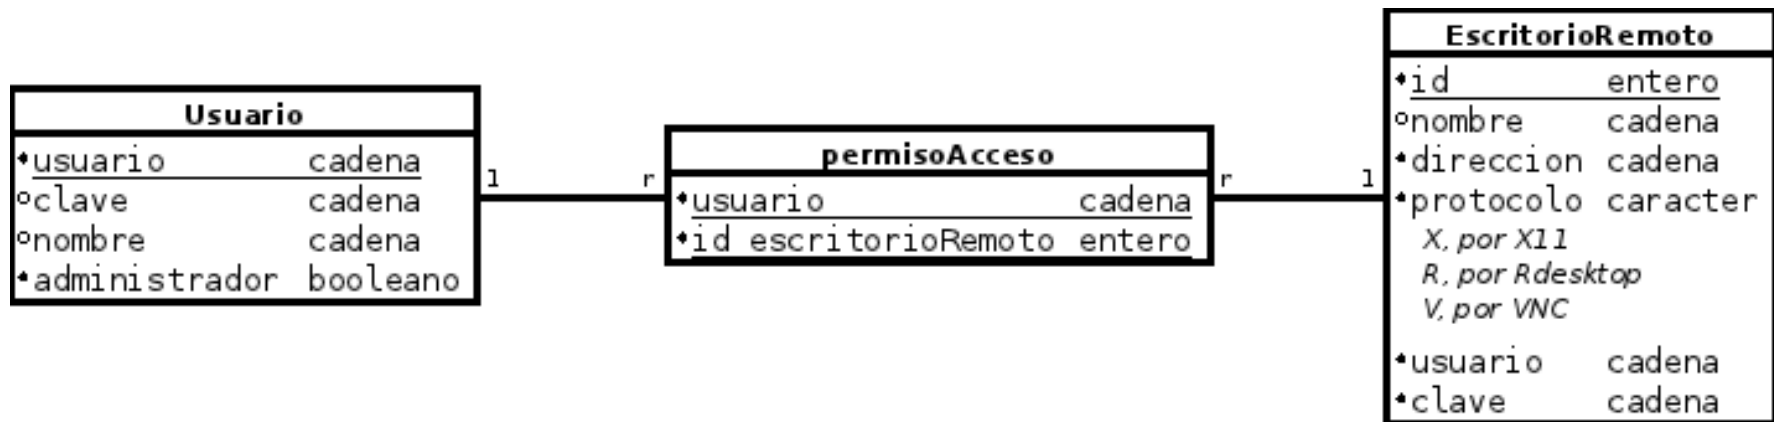 Usuario
usuario cadena
clave cadena
nombre cadena
administrador booleano
1
r
permisoAcceso
usuario cadena
id escritorioRemoto entero
r
1
EscritorioRemoto
id entero
nombre cadena
direccion cadena
protocolo caracter
X, por X11
R, por Rdesktop
V, por VNC
usuario cadena
clave cadena